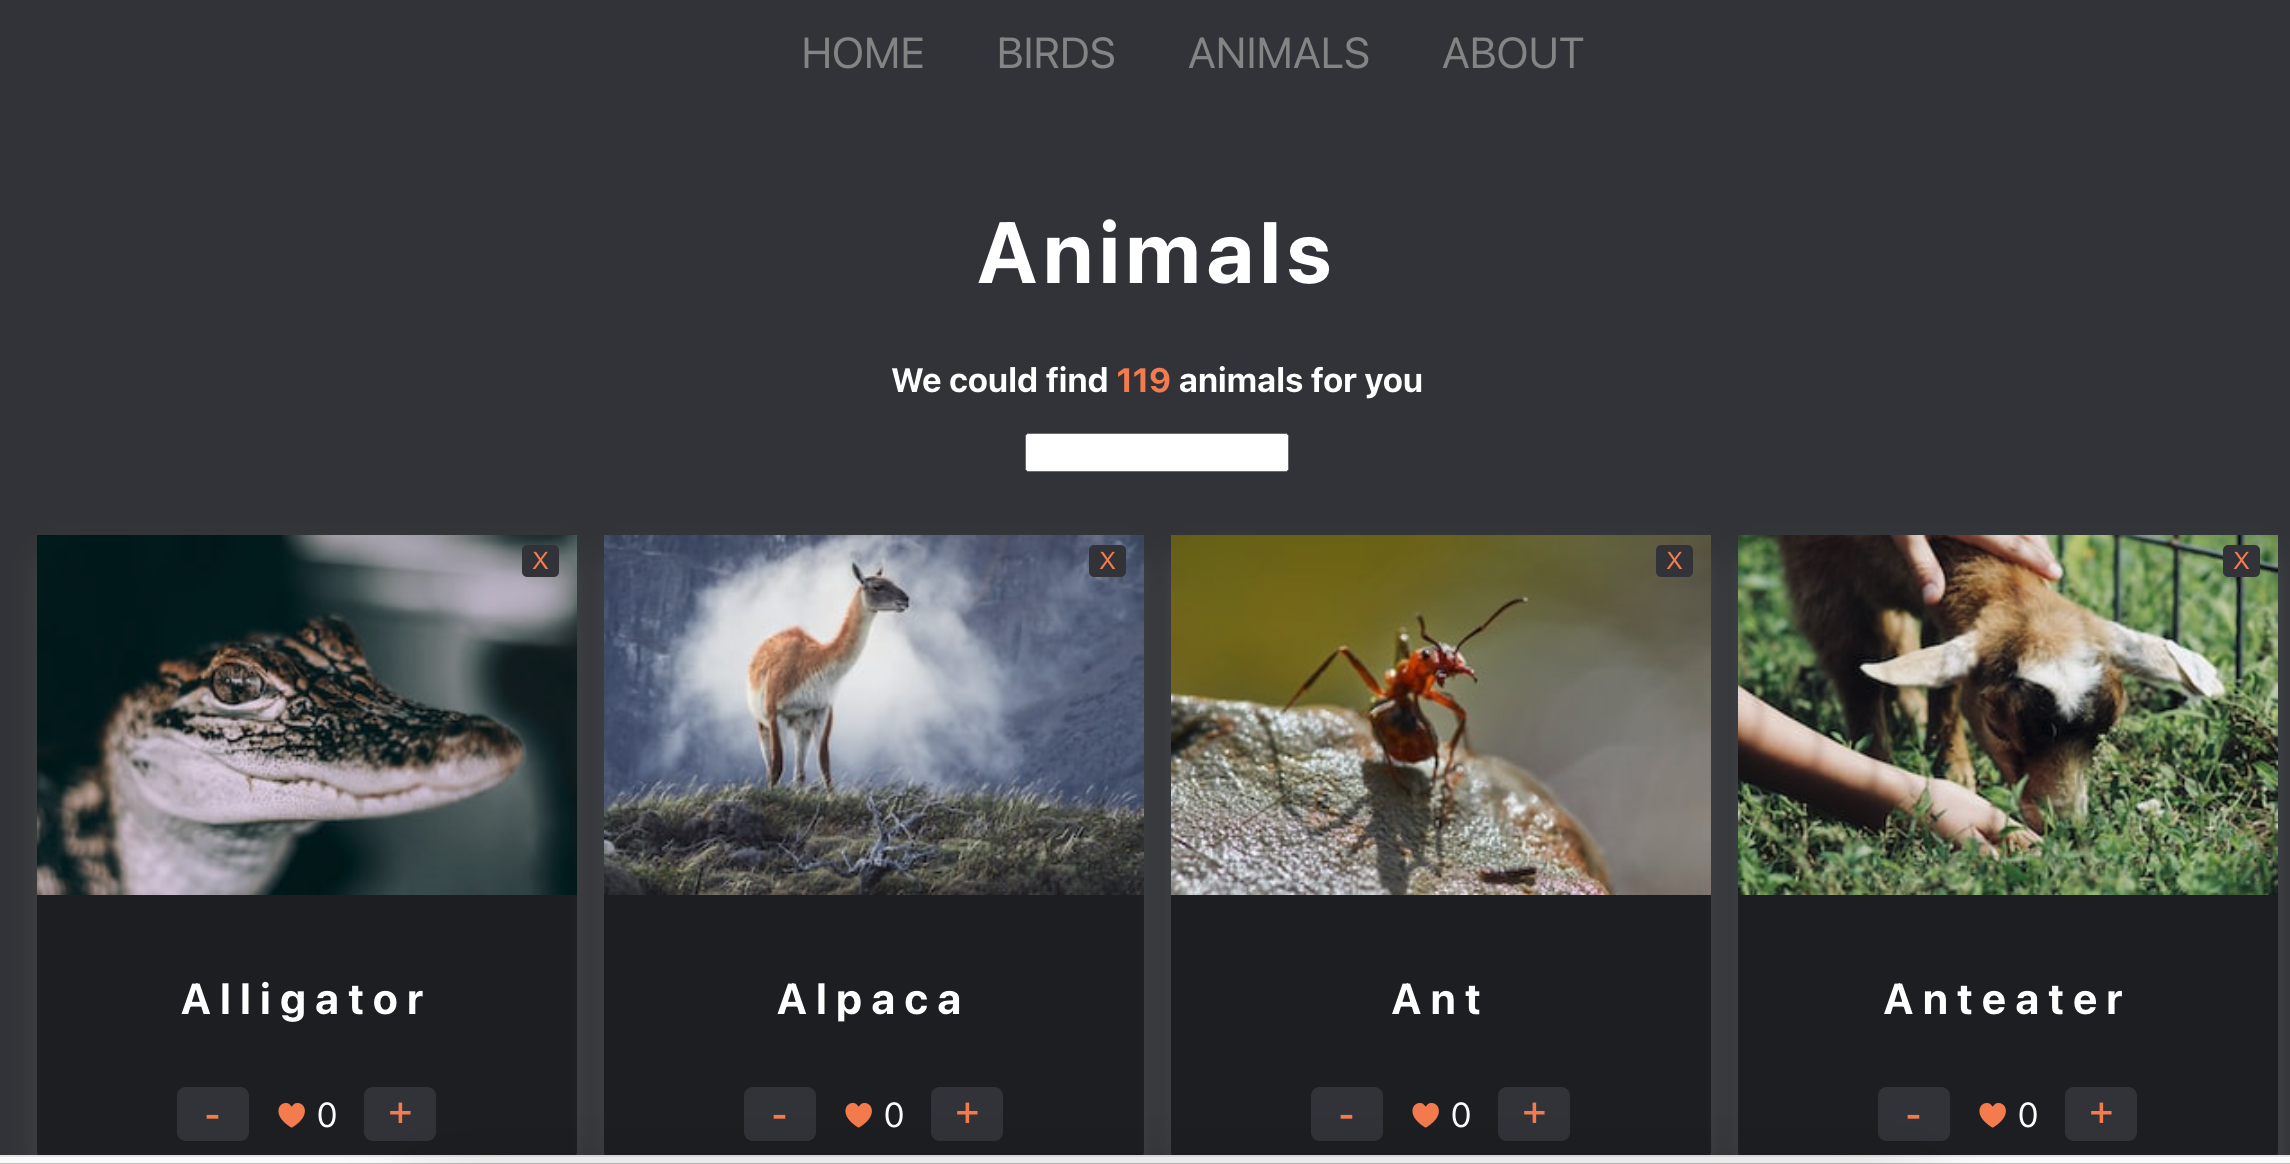 HOME BIRDS ANIMALS ABOUT
Animals
We could find 119 animals for you
X X X X
Alligator Alpaca Ant Anteater
- 0 + - 0 + - 0 + - 0 +